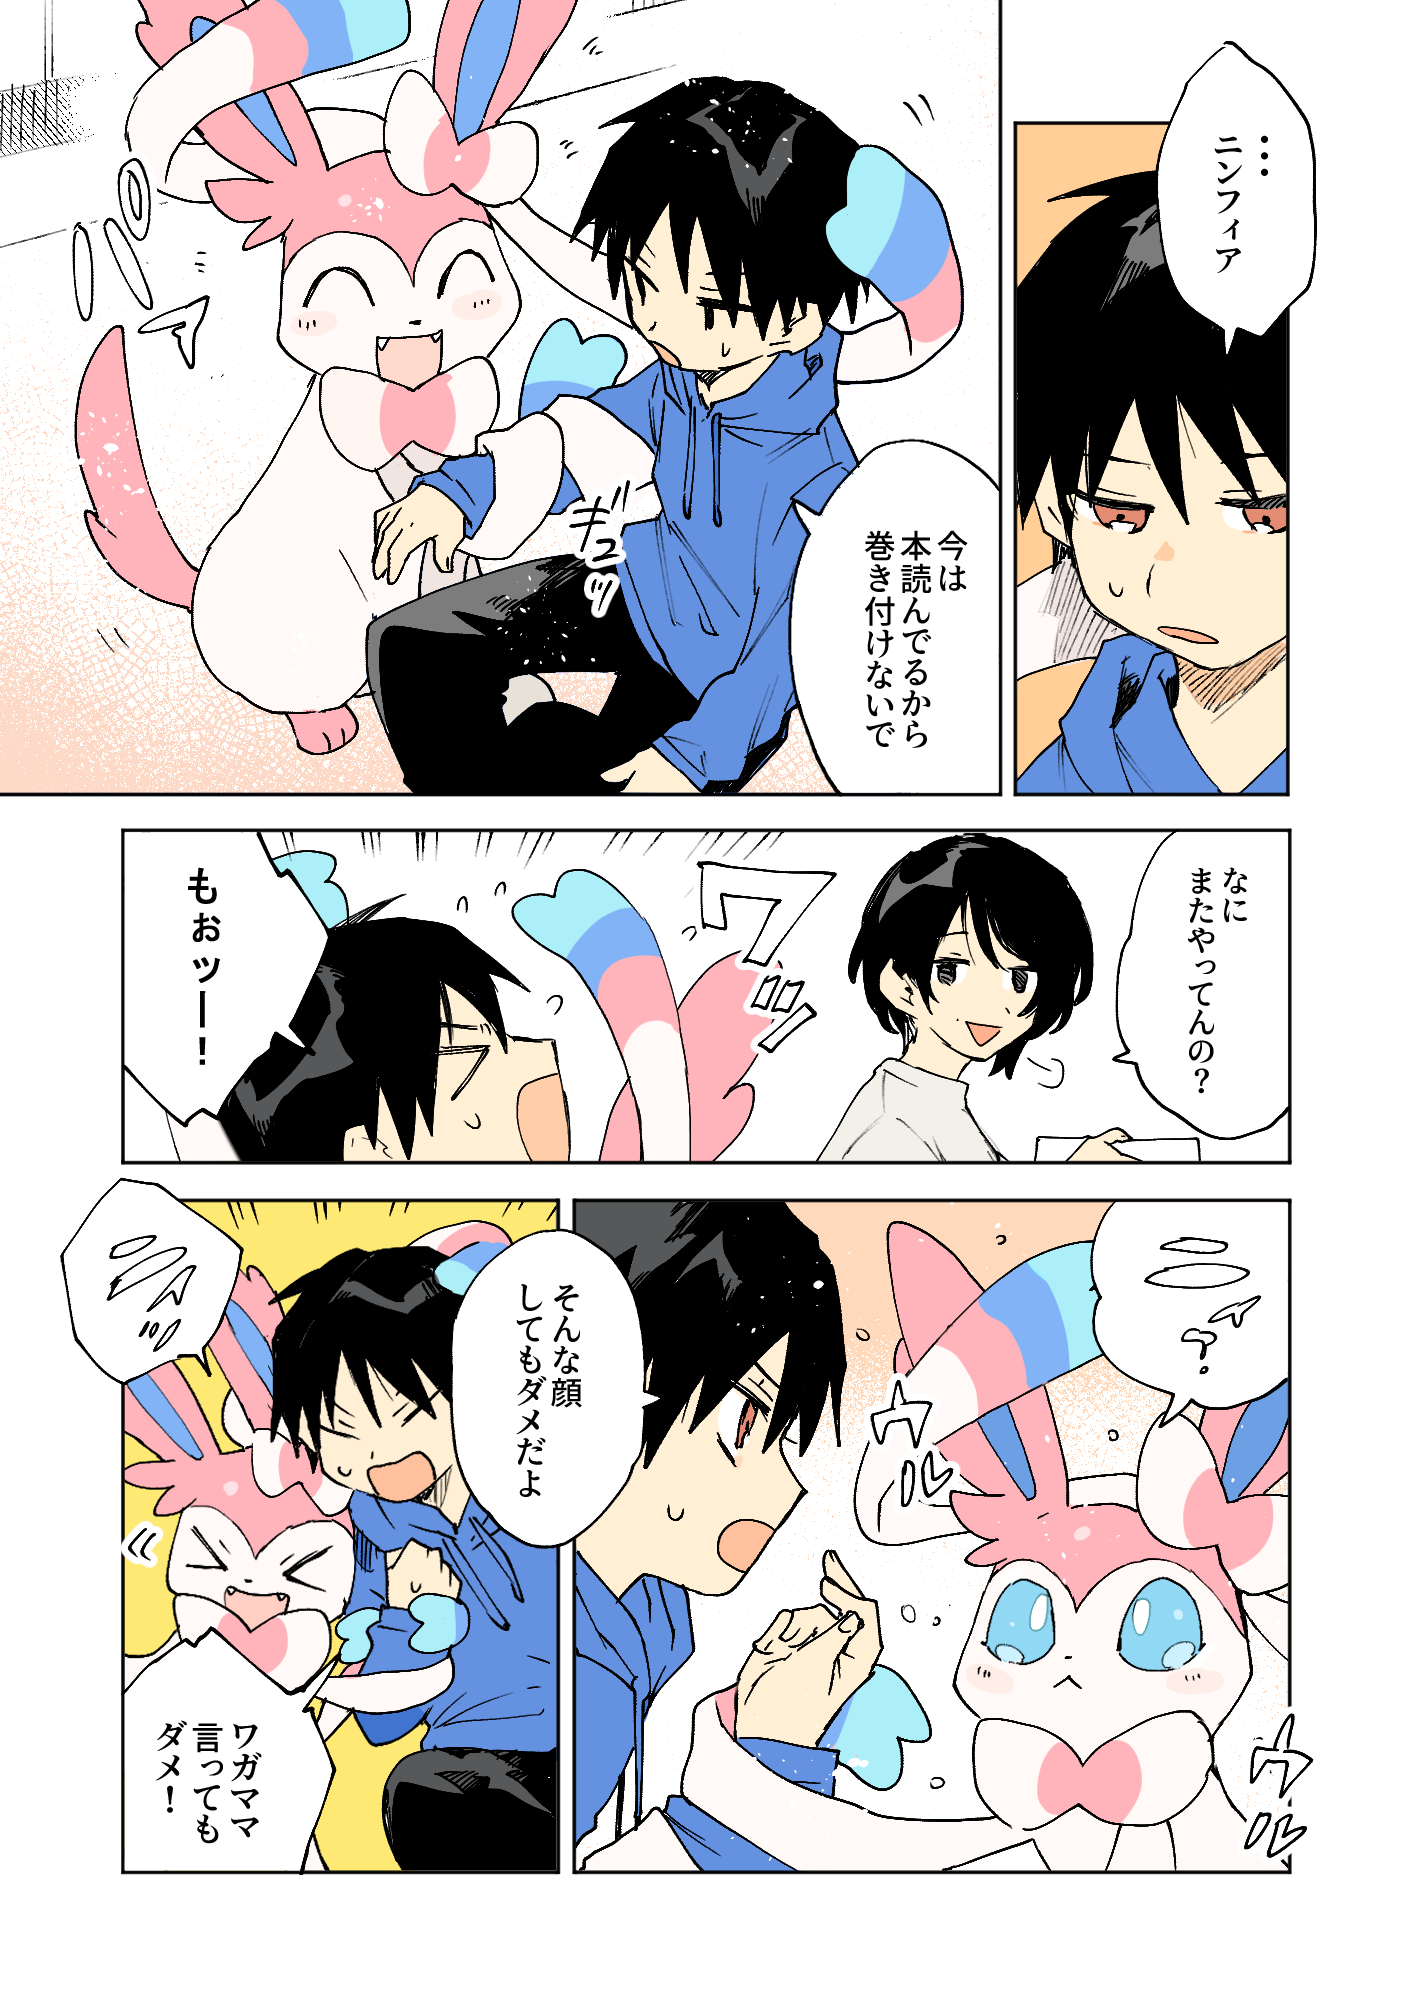 …
ニンフィア
今は
本読んでるから
巻き付けないで
ギュッ
パアァ
なに
またやってんの？
ワッ
もぉッー！
ニィ？
ウル
ウル
そんな顔
してもダメだよ
ニィッ
ワガママ
言っても
ダメ！